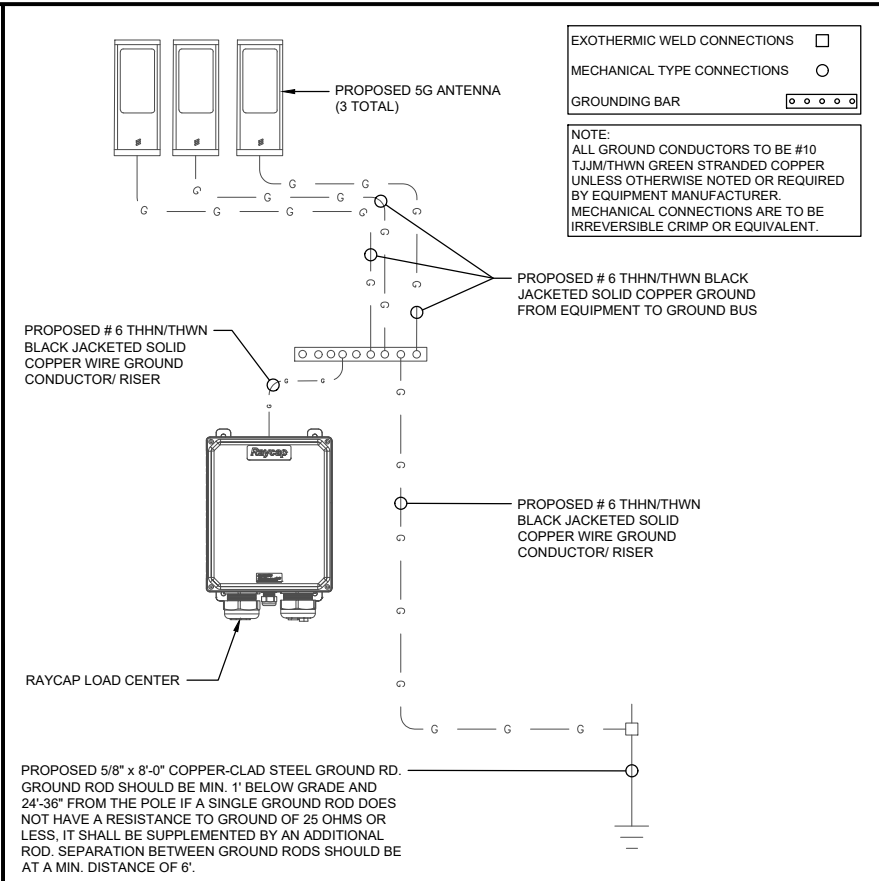 EXOTHERMIC WELD CONNECTIONS
MECHANICAL TYPE CONNECTIONS
GROUNDING BAR
NOTE:
ALL GROUND CONDUCTORS TO BE #10
TJJM/THWN GREEN STRANDED COPPER
UNLESS OTHERWISE NOTED OR REQUIRED
BY EQUIPMENT MANUFACTURER.
MECHANICAL CONNECTIONS ARE TO BE
IRREVERSIBLE CRIMP OR EQUIVALENT.
PROPOSED 5G ANTENNA
(3 TOTAL)
G G G
G G G G
G G G G
G
G G
G
PROPOSED # 6 THHN/THWN BLACK
JACKETED SOLID COPPER GROUND
FROM EQUIPMENT TO GROUND BUS
PROPOSED # 6 THHN/THWN
BLACK JACKETED SOLID
COPPER WIRE GROUND
CONDUCTOR/ RISER
G G
G
G
G
Raycap
PROPOSED # 6 THHN/THWN
BLACK JACKETED SOLID
COPPER WIRE GROUND
CONDUCTOR/ RISER
G
G
G
RAYCAP LOAD CENTER
G G G
PROPOSED 5/8" x 8'-0" COPPER-CLAD STEEL GROUND RD.
GROUND ROD SHOULD BE MIN. 1' BELOW GRADE AND
24'-36" FROM THE POLE IF A SINGLE GROUND ROD DOES
NOT HAVE A RESISTANCE TO GROUND OF 25 OHMS OR
LESS, IT SHALL BE SUPPLEMENTED BY AN ADDITIONAL
ROD. SEPARATION BETWEEN GROUND RODS SHOULD BE
AT A MIN. DISTANCE OF 6'.